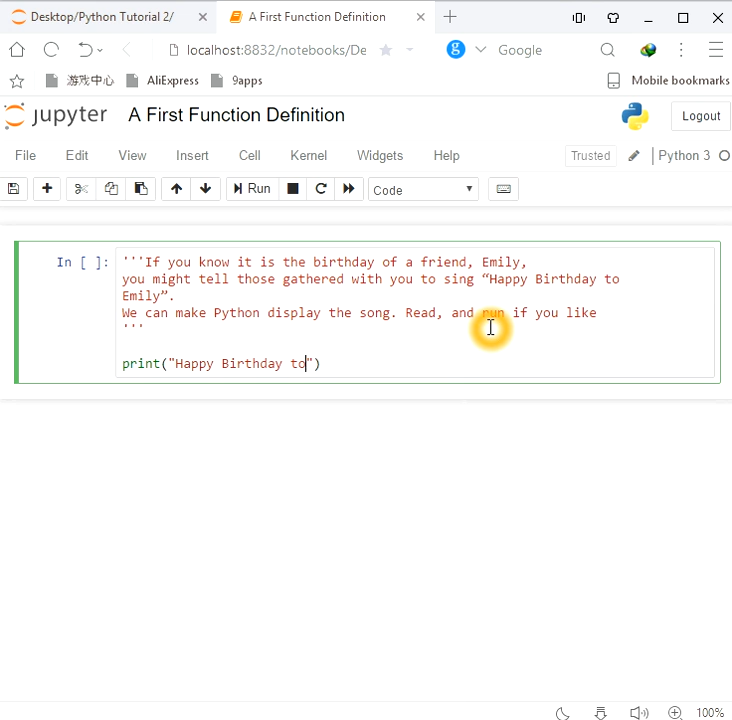 Desktop/Python Tutorial 2/ A First Function Definition
localhost:8832/notebooks/De Google
游戏中心 AliExpress 9apps Mobile bookmarks
jupyter A First Function Definition Logout
File Edit View Insert Cell Kernel Widgets Help Trusted Python 3
Run Code
In [ ]: '''If you know it is the birthday of a friend, Emily,
you might tell those gathered with you to sing “Happy Birthday to
Emily”.
We can make Python display the song. Read, and run if you like
'''
print("Happy Birthday to")
100%